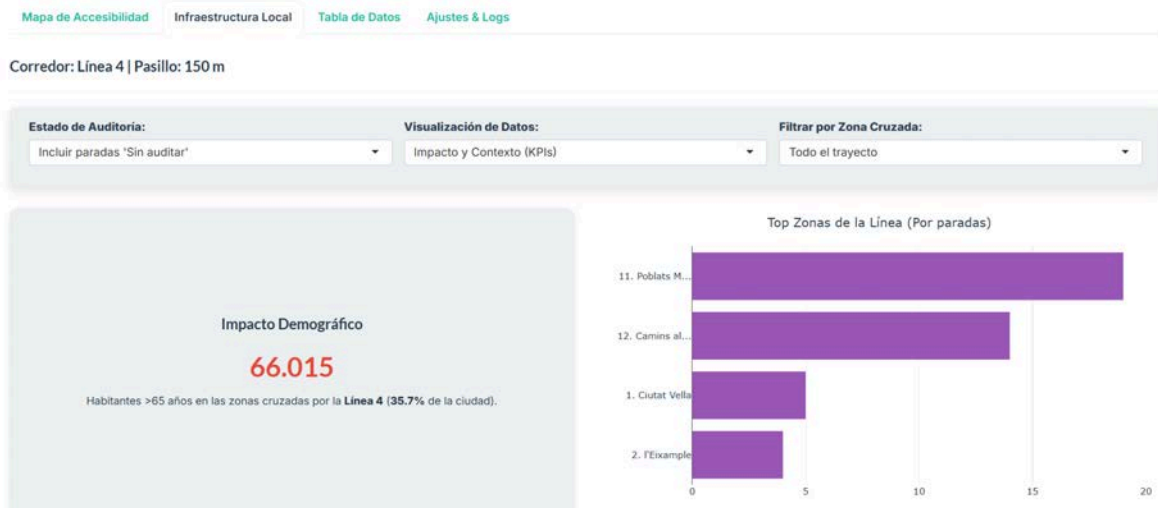 Mapa de Accesibilidad Infraestructura Local Tabla de Datos Ajustes & Logs
Corredor: Línea 4 | Pasillo: 150 m
Estado de Auditoría: Visualización de Datos: Filtrar por Zona Cruzada:
Incluir paradas 'Sin auditar' Impacto y Contexto (KPIs) Todo el trayecto
Impacto Demográfico
66.015
Habitantes >65 años en las zonas cruzadas por la Línea 4 (35.7% de la ciudad).
Top Zonas de la Línea (Por paradas)
11. Poblats M...
12. Camins al...
1. Ciutat Vella
2. l'Eixample
0 5 10 15 20